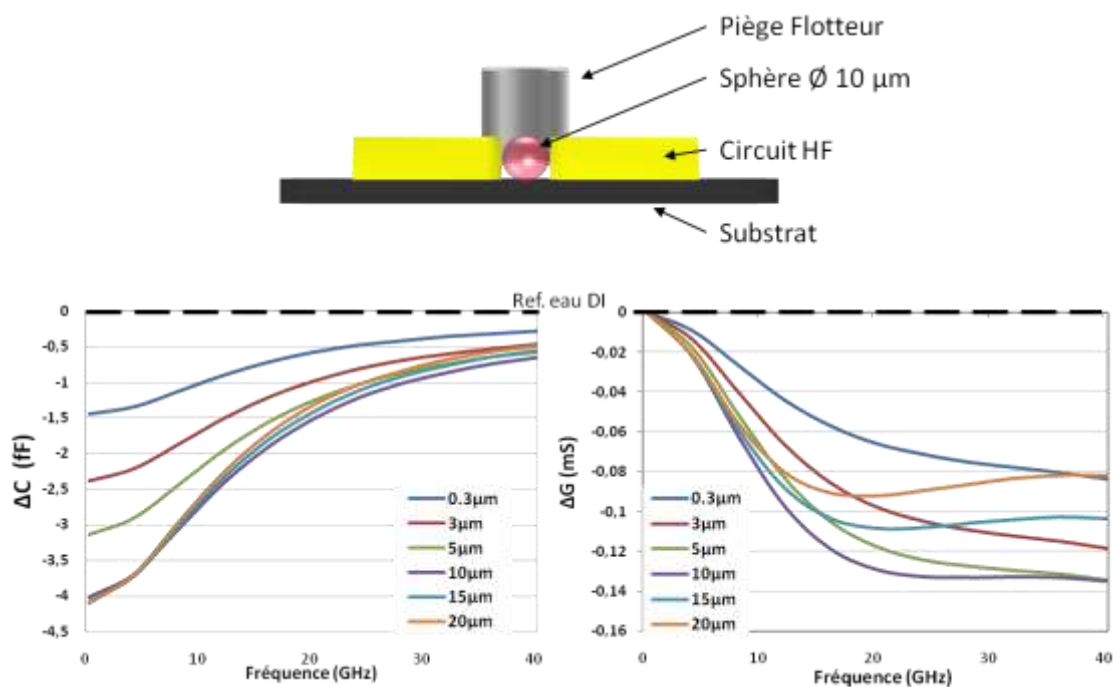 Piège Flotteur
Sphère Ø 10 µm
Circuit HF
Substrat
Ref. eau DI
0
-0.5
-1
-1.5
-2
-2.5
-3
-3.5
-4
-4,5
ΔC (fF)
0.3µm
3µm
5µm
10µm
15µm
20µm
0 10 20 30 40
Fréquence (GHz)
0
-0.02
-0.04
-0.06
-0.08
-0.1
-0.12
-0.14
-0.16
ΔG (mS)
0.3µm
3µm
5µm
10µm
15µm
20µm
0 10 20 30 40
Fréquence (GHz)